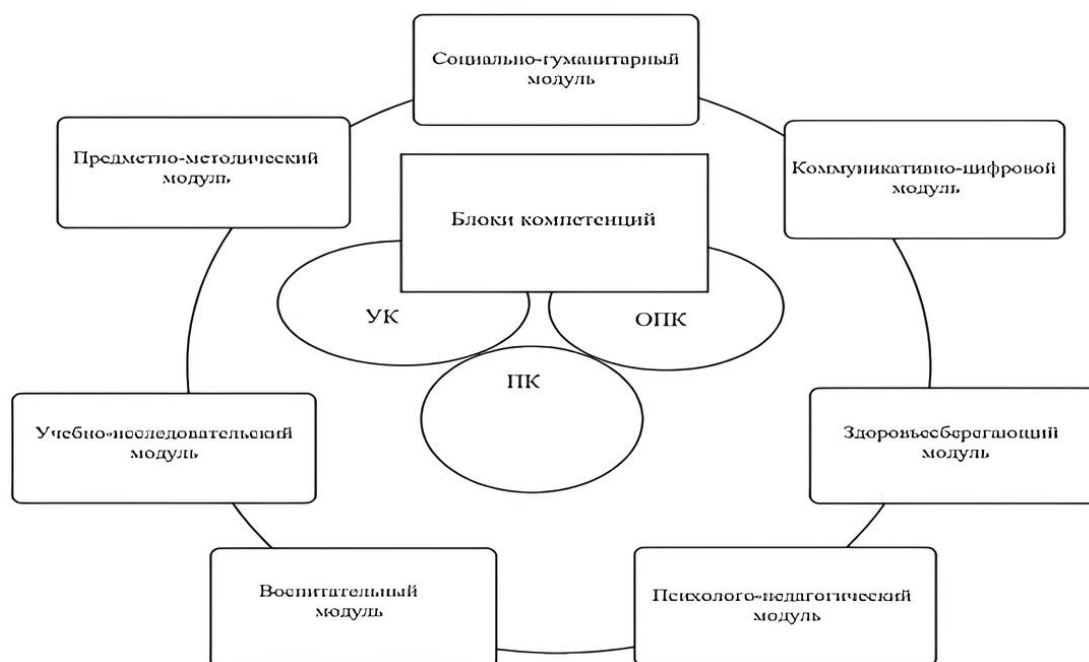 Социально-гуманитарный
модуль
Предметно-методический
модуль
Коммуникативно-цифровой
модуль
Блоки компетенций
УК
ОПК
ПК
Учебно-исследовательский
модуль
Здоровьесберегающий
модуль
Воспитательный
модуль
Психолого-педагогический
модуль